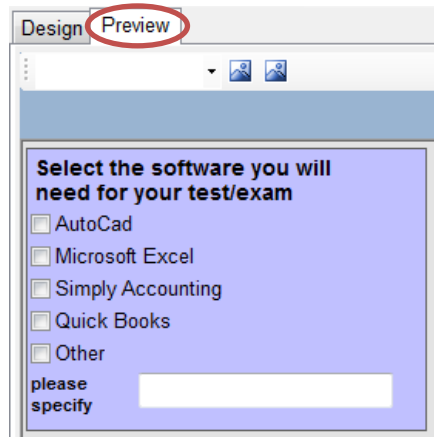 Design Preview
Select the software you will
need for your test/exam
AutoCad
Microsoft Excel
Simply Accounting
Quick Books
Other
please
specify